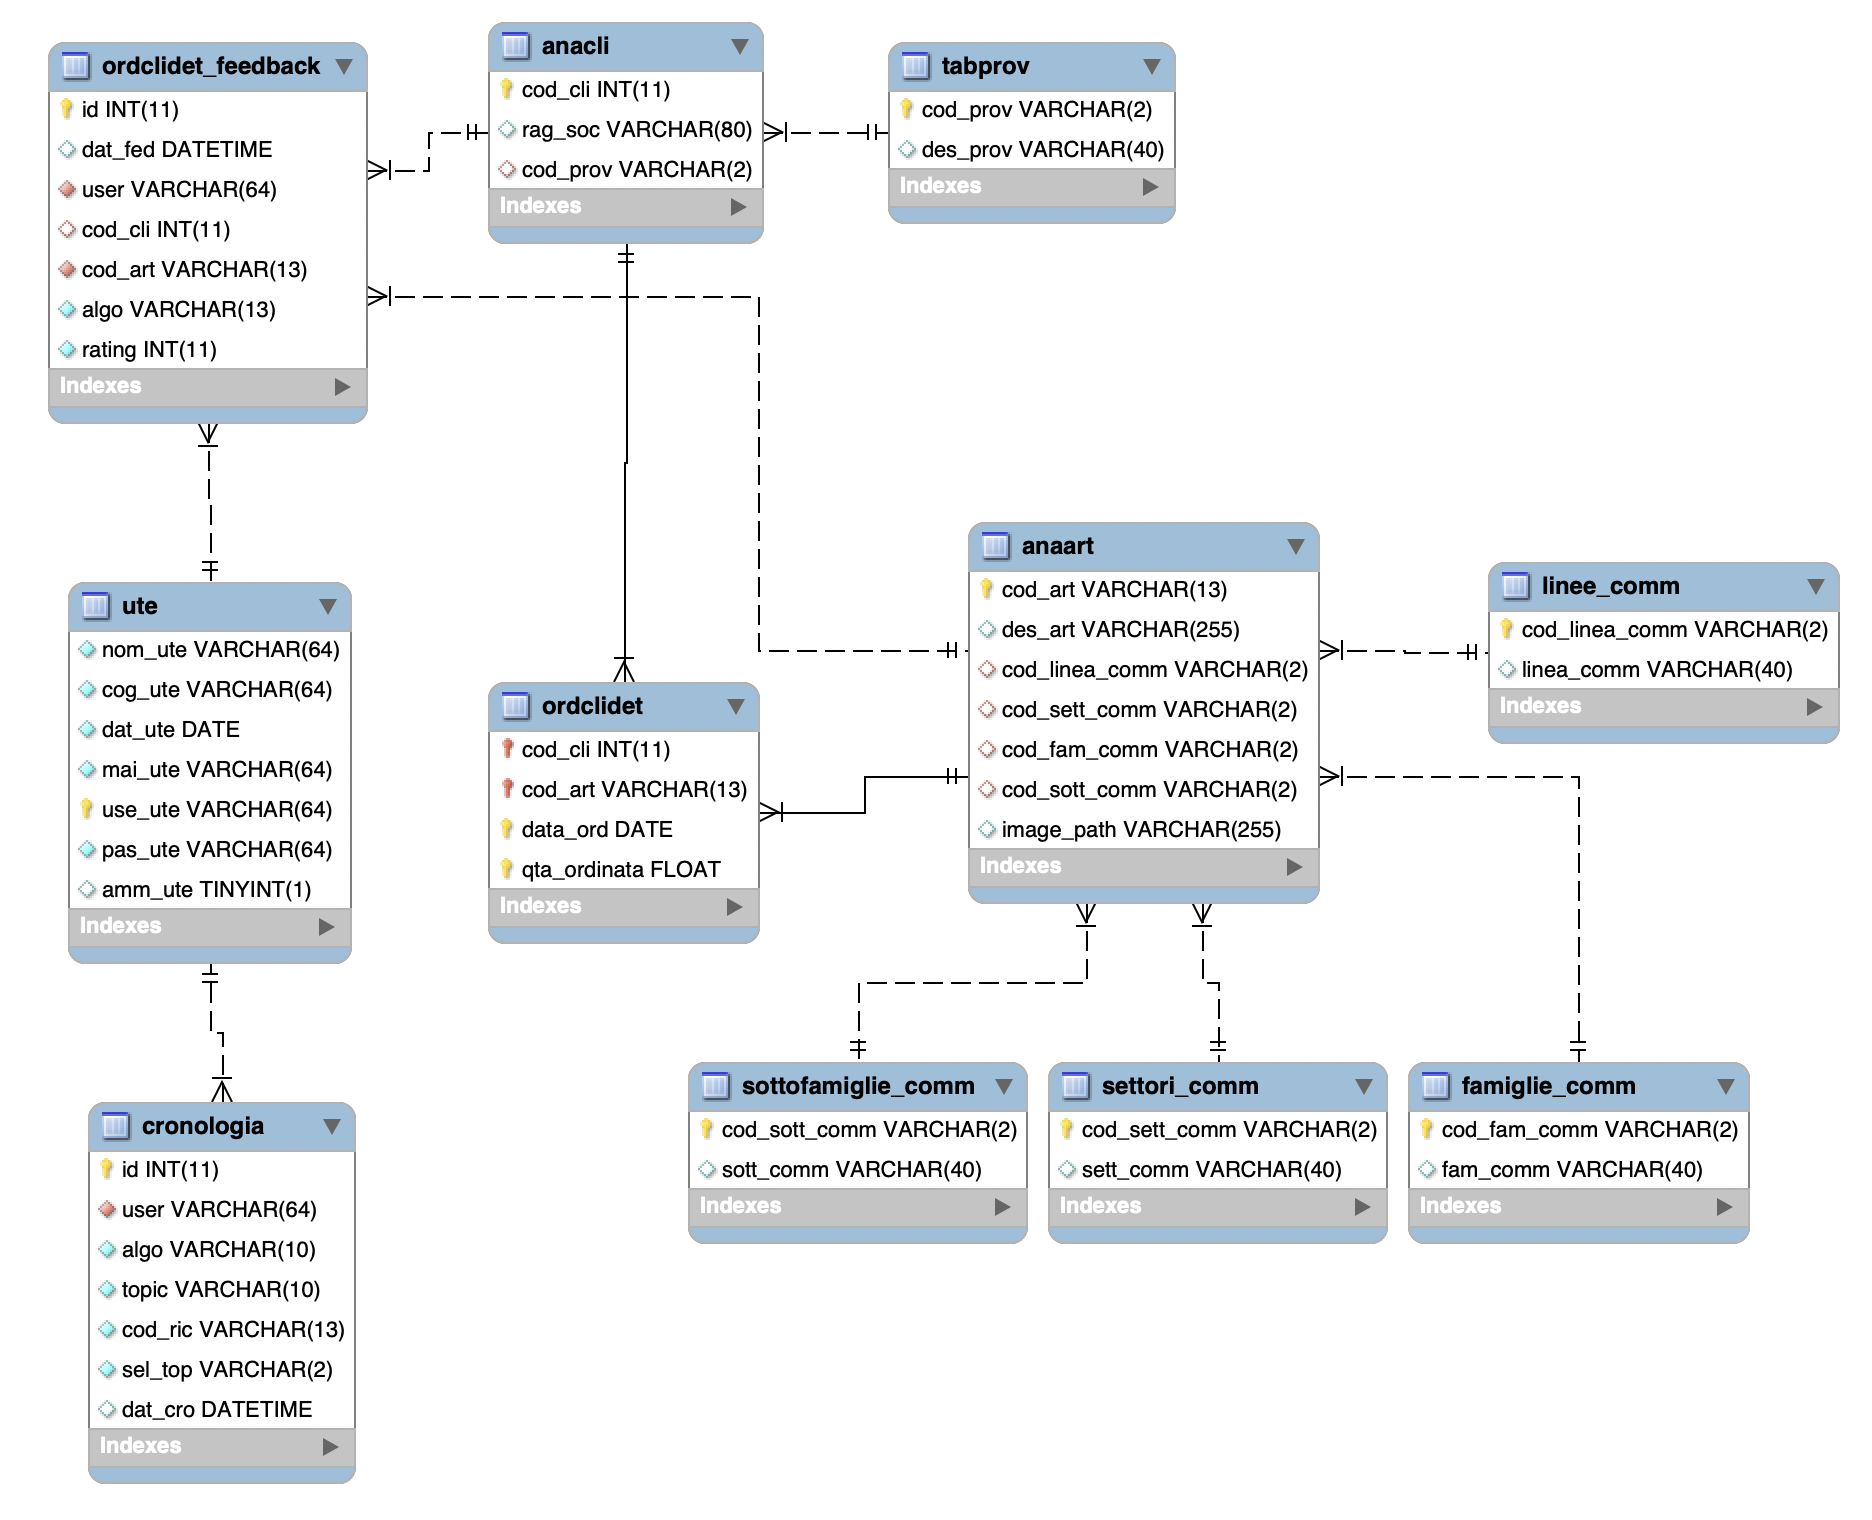 ordclidet_feedback
id INT(11)
dat_fed DATETIME
user VARCHAR(64)
cod_cli INT(11)
cod_art VARCHAR(13)
algo VARCHAR(13)
rating INT(11)
Indexes
anacli
cod_cli INT(11)
rag_soc VARCHAR(80)
cod_prov VARCHAR(2)
Indexes
tabprov
cod_prov VARCHAR(2)
des_prov VARCHAR(40)
Indexes
ute
nom_ute VARCHAR(64)
cog_ute VARCHAR(64)
dat_ute DATE
mai_ute VARCHAR(64)
use_ute VARCHAR(64)
pas_ute VARCHAR(64)
amm_ute TINYINT(1)
Indexes
ordclidet
cod_cli INT(11)
cod_art VARCHAR(13)
data_ord DATE
qta_ordinata FLOAT
Indexes
anaart
cod_art VARCHAR(13)
des_art VARCHAR(255)
cod_linea_comm VARCHAR(2)
cod_sett_comm VARCHAR(2)
cod_fam_comm VARCHAR(2)
cod_sott_comm VARCHAR(2)
image_path VARCHAR(255)
Indexes
linee_comm
cod_linea_comm VARCHAR(2)
linea_comm VARCHAR(40)
Indexes
cronologia
id INT(11)
user VARCHAR(64)
algo VARCHAR(10)
topic VARCHAR(10)
cod_ric VARCHAR(13)
sel_top VARCHAR(2)
dat_cro DATETIME
Indexes
sottofamiglie_comm
cod_sott_comm VARCHAR(2)
sott_comm VARCHAR(40)
Indexes
settori_comm
cod_sett_comm VARCHAR(2)
sett_comm VARCHAR(40)
Indexes
famiglie_comm
cod_fam_comm VARCHAR(2)
fam_comm VARCHAR(40)
Indexes